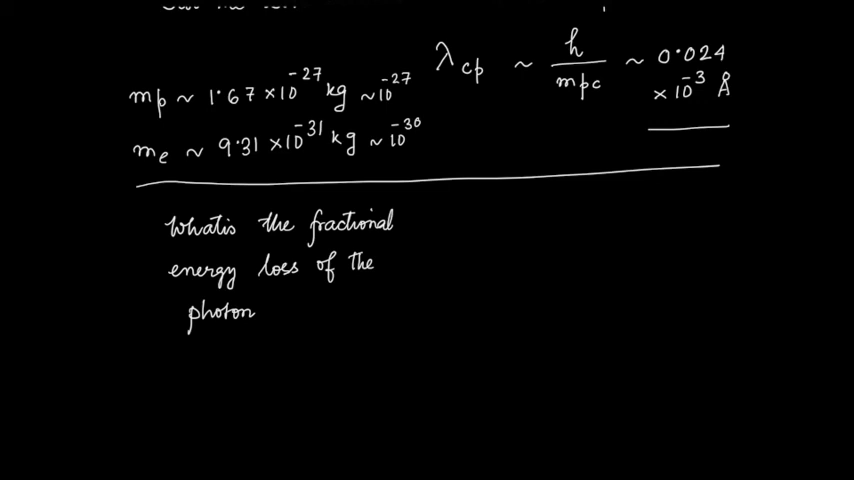 mp ~ 1.67 ×10⁻²⁷ kg ~ 10⁻²⁷
me ~ 9.31 ×10⁻³¹ kg ~ 10⁻³⁰
λcp ~ h/mpc ~ 0.024
×10⁻³ Å
What is the fractional
energy loss of the
photon